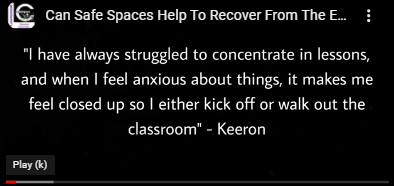 Can Safe Spaces Help To Recover From The E...
"I have always struggled to concentrate in lessons,
and when I feel anxious about things, it makes me
feel closed up so I either kick off or walk out the
classroom" - Keeron
Play (k)